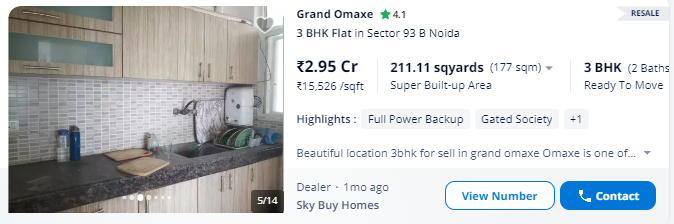 Grand Omaxe 4.1
RESALE
3 BHK Flat in Sector 93 B Noida
₹2.95 Cr
₹15,526 /sqft
211.11 sqyards (177 sqm)
Super Built-up Area
3 BHK (2 Baths
Ready To Move
Highlights : Full Power Backup Gated Society +1
Beautiful location 3bhk for sell in grand omaxe Omaxe is one of...
Dealer · 1mo ago
Sky Buy Homes
View Number
Contact
5/14